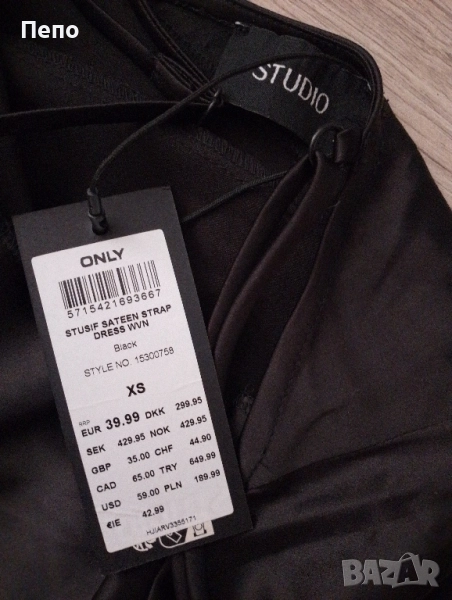 Пепо
STUDIO
ONLY
5715421693667
STUSIF SATEEN STRAP
DRESS WVN
Black
STYLE NO. 15300758
XS
RRP
EUR 39.99 DKK 299.95
SEK 429.95 NOK 429.95
GBP 35.00 CHF 44.90
CAD 65.00 TRY 649.99
USD 59.00 PLN 189.99
€IE 42.99
BAZAR